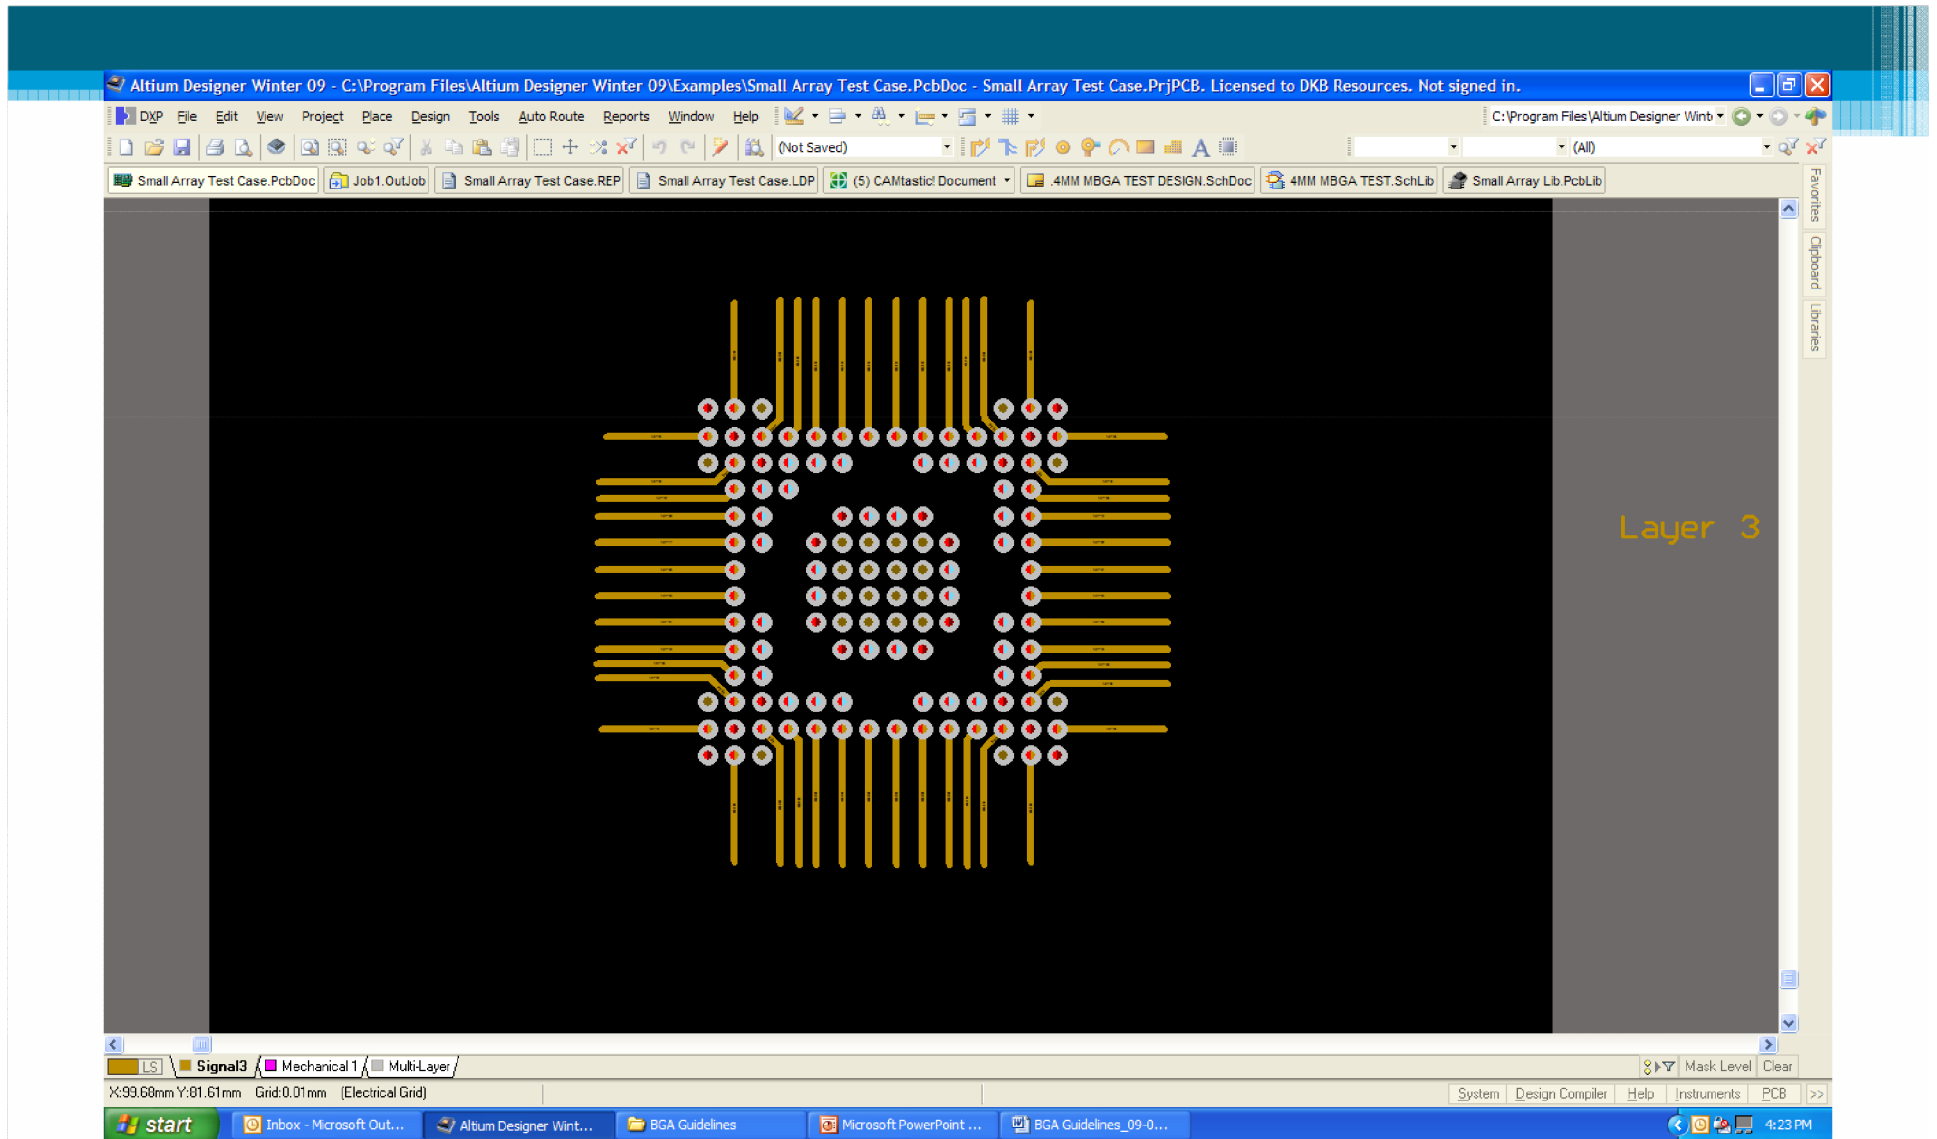 Altium Designer Winter 09 - C:\Program Files\Altium Designer Winter 09\Examples\Small Array Test Case.PcbDoc - Small Array Test Case.PrjPCB. Licensed to DKB Resources. Not signed in.
DXP File Edit View Project Place Design Tools Auto Route Reports Window Help C:\Program Files\Altium Designer Wint
(Not Saved) A (All)
Small Array Test Case.PcbDoc Job1.OutJob Small Array Test Case.REP Small Array Test Case.LDP (5) CAMtastic! Document .4MM MBGA TEST DESIGN.SchDoc 4MM MBGA TEST.SchLib Small Array Lib.PcbLib
Favorites
Clipboard
Libraries
Layer 3
LS Signal3 Mechanical 1 Multi-Layer Mask Level Clear
X:99.68mm Y:81.61mm Grid:0.01mm (Electrical Grid) System Design Compiler Help Instruments PCB >>
start Inbox - Microsoft Out... Altium Designer Wint... BGA Guidelines Microsoft PowerPoint ... BGA Guidelines_09-0... 4:23 PM